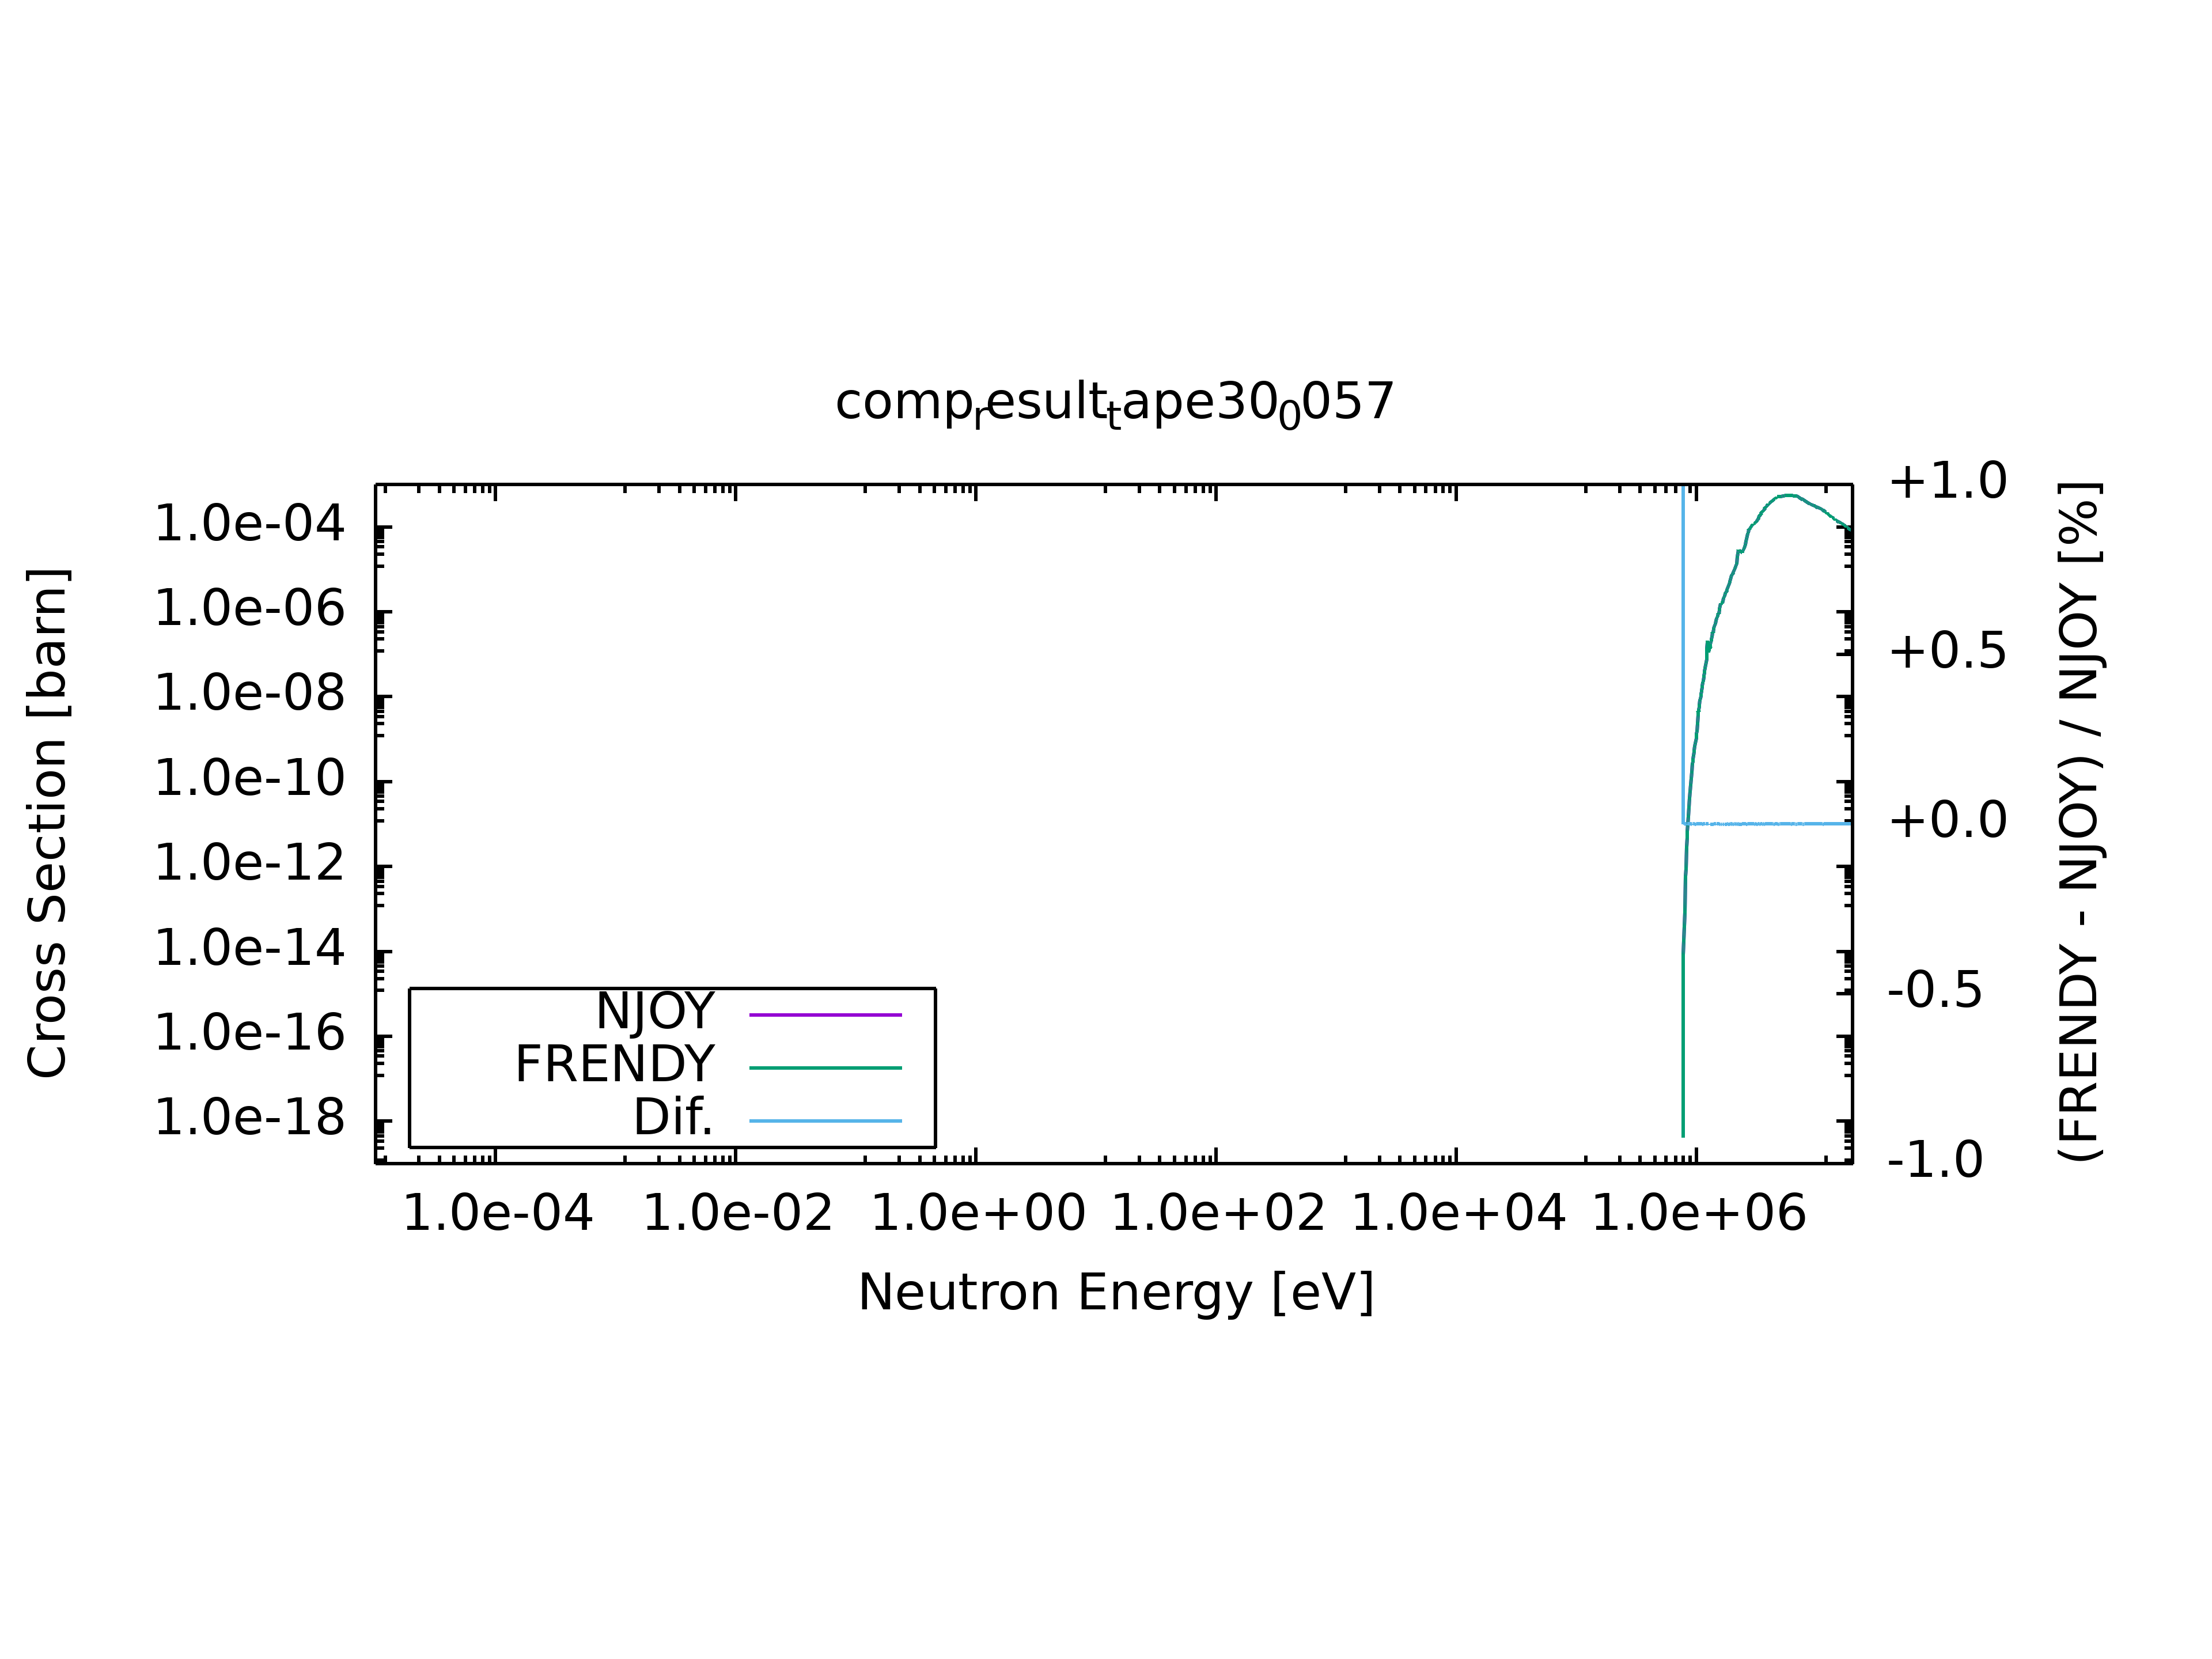 comp_result_tape30_0057
1.0e-04
1.0e-06
1.0e-08
1.0e-10
1.0e-12
1.0e-14
1.0e-16
1.0e-18
Cross Section [barn]
+1.0
+0.5
+0.0
-0.5
-1.0
(FRENDY - NJOY) / NJOY [%]
NJOY
FRENDY
Dif.
1.0e-04 1.0e-02 1.0e+00 1.0e+02 1.0e+04 1.0e+06
Neutron Energy [eV]